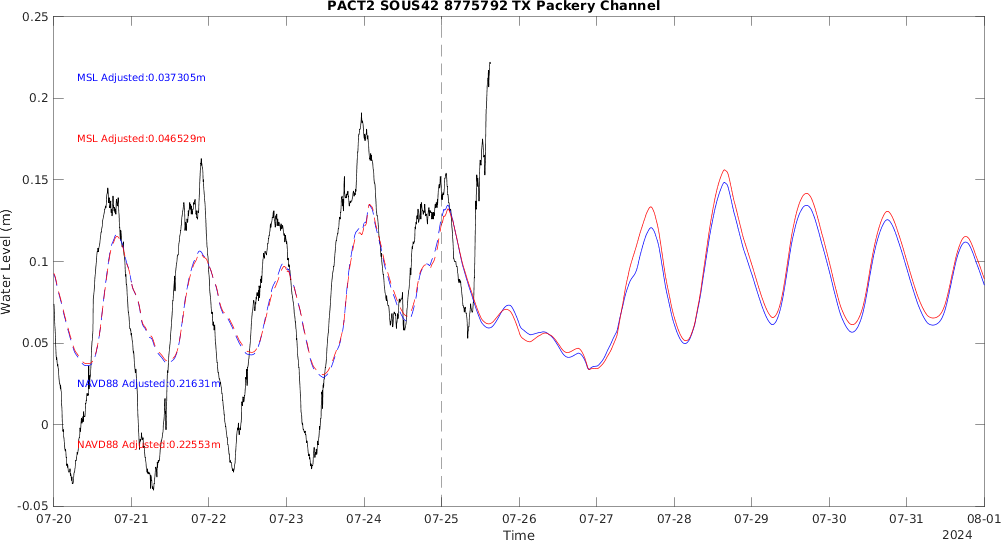 PACT2 SOUS42 8775792 TX Packery Channel
0.25
MSL Adjusted:0.037305m
0.2
MSL Adjusted:0.046529m
0.15
Water Level (m)
0.1
0.05
NAVD88 Adjusted:0.21631m
0
NAVD88 Adjusted:0.22553m
-0.05
07-20 07-21 07-22 07-23 07-24 07-25 07-26 07-27 07-28 07-29 07-30 07-31 08-01
Time
2024